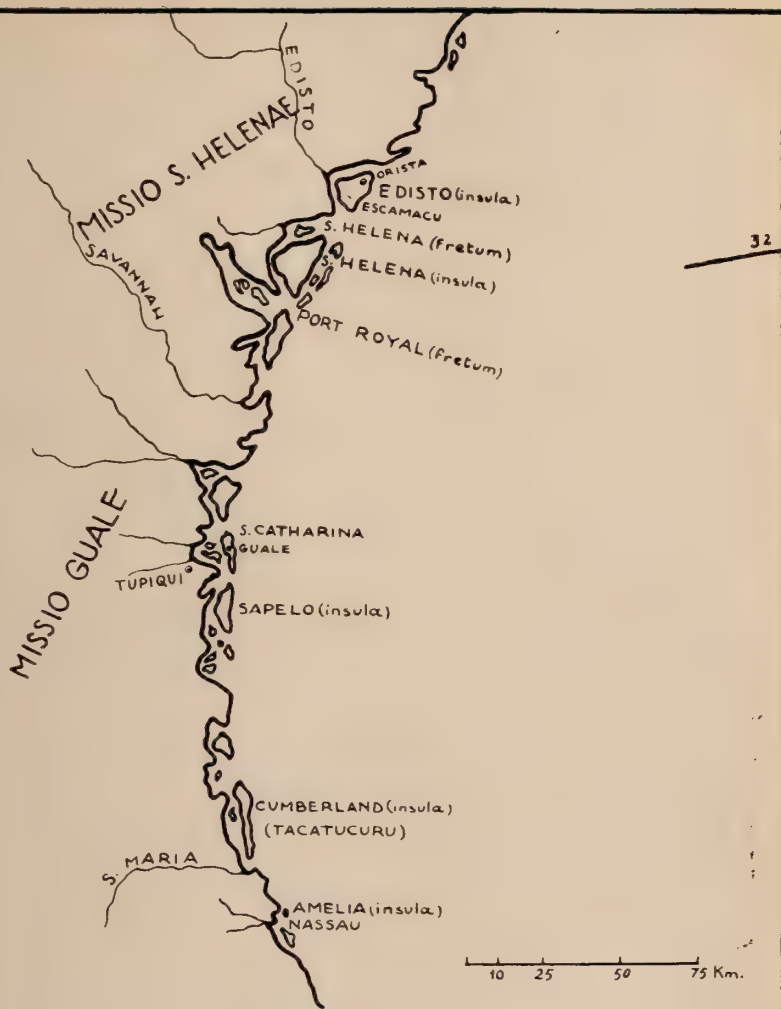 EDISTO
MISSIO S. HELENAE
ORISTA
EDISTO (insula)
ESCAMACU
S. HELENA (fretum)
32
SAVANNAH
S. HELENA (insula)
PORT ROYAL (fretum)
MISSIO GUALE
S. CATHARINA
GUALE
TUPIQUI
SAPELO (insula)
CUMBERLAND (insula)
(TACATUCURU)
S. MARIA
AMELIA (insula)
NASSAU
10 25 50 75 Km.